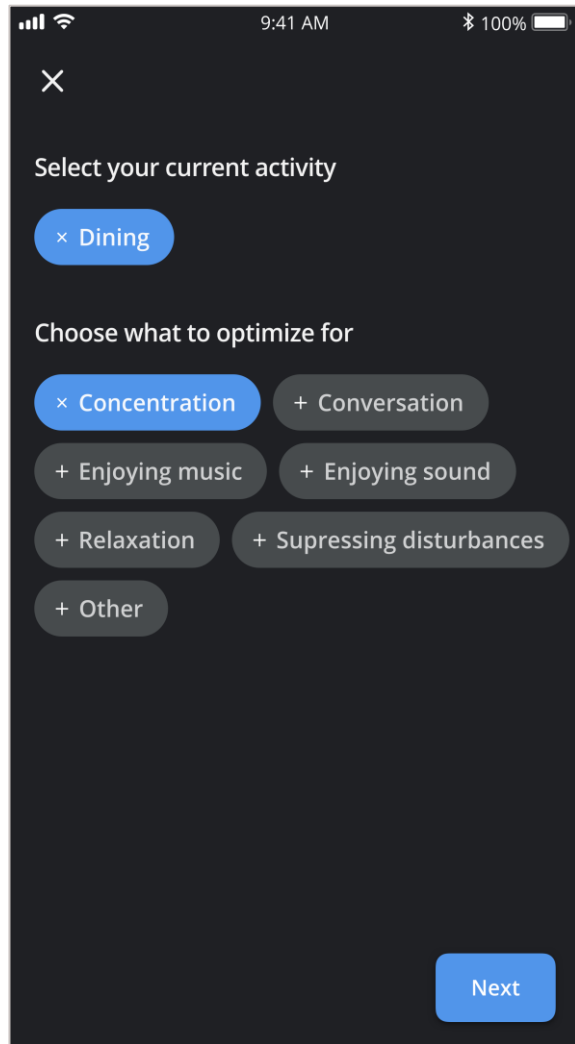 9:41 AM 100%
×
Select your current activity
× Dining
Choose what to optimize for
× Concentration + Conversation
+ Enjoying music + Enjoying sound
+ Relaxation + Supressing disturbances
+ Other
Next